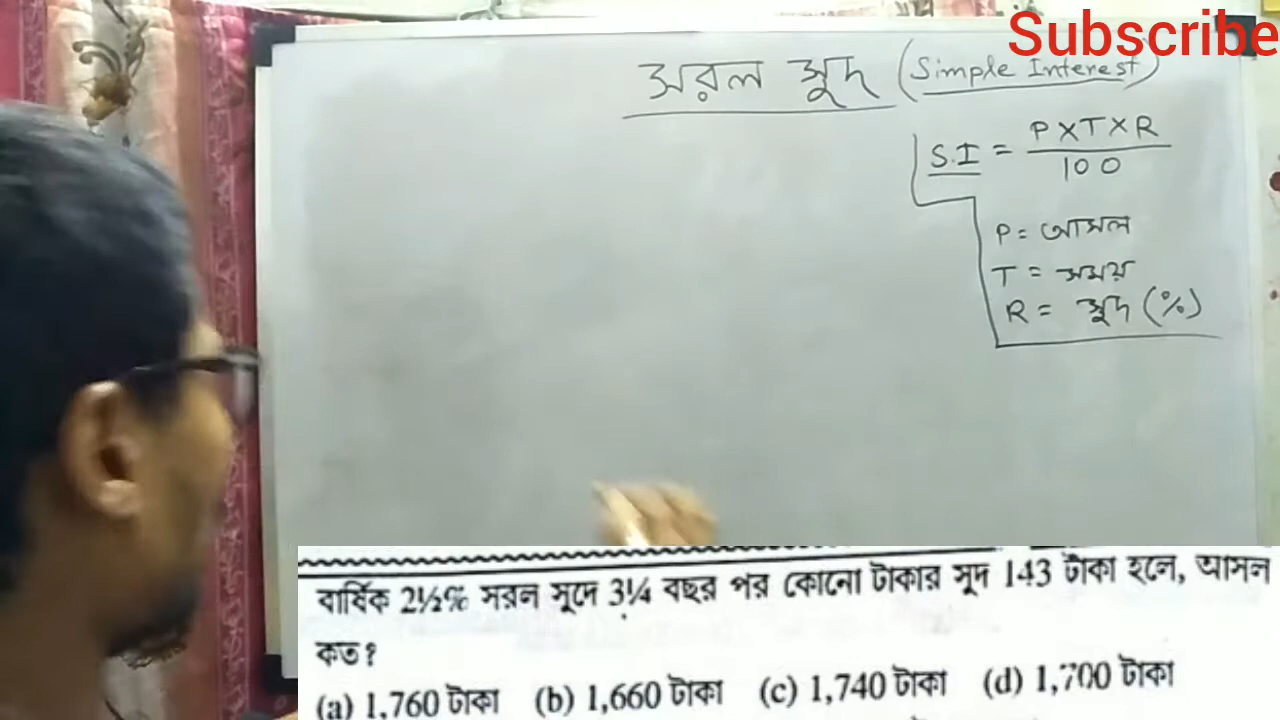 Subscribe
সরল সুদ (Simple Interest)
S.I = P×T×R
100
P = আসল
T = সময়
R = সুদ (%)
বার্ষিক 2½% সরল সুদে 3¼ বছর পর কোনো টাকার সুদ 143 টাকা হলে, আসল
কত?
(a) 1,760 টাকা (b) 1,660 টাকা (c) 1,740 টাকা (d) 1,700 টাকা